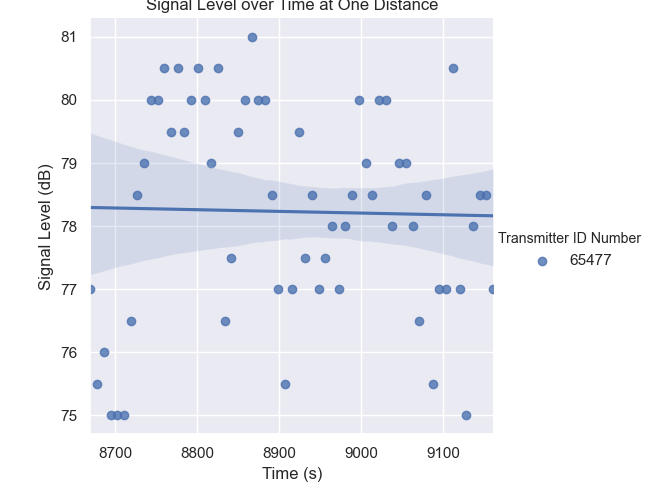 Signal Level over Time at One Distance
81
80
79
78
77
76
75
Signal Level (dB)
8700 8800 8900 9000 9100
Time (s)
Transmitter ID Number
65477